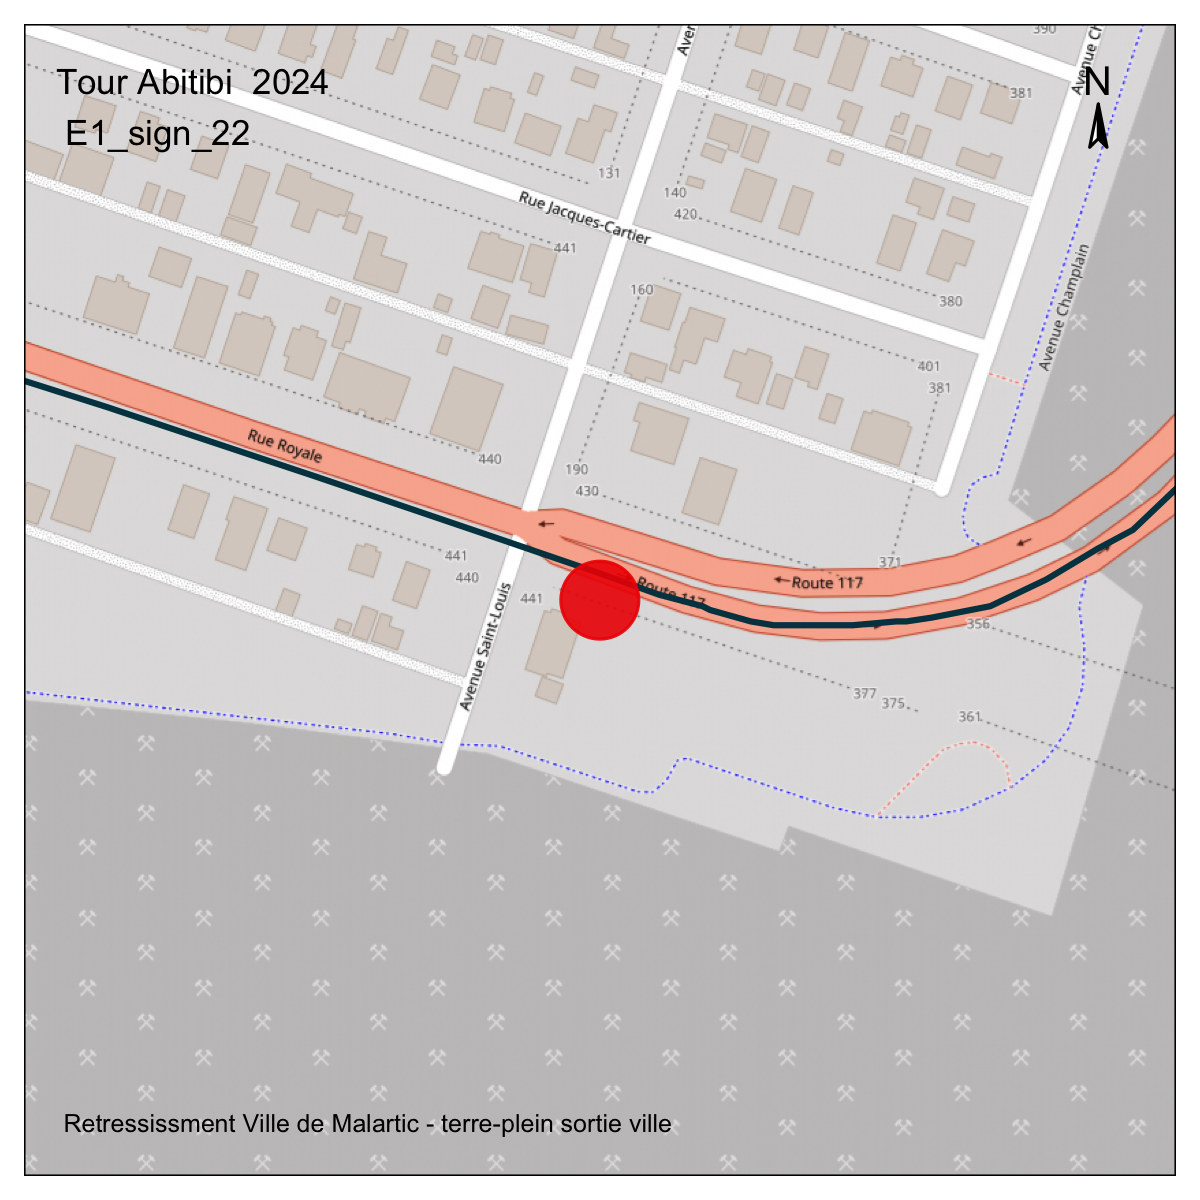 Tour Abitibi  2024
E1_sign_22
N
390
381
Aven
Avenue Ch
131
140
420
Rue Jacques-Cartier
441
160
380
Avenue Champlain
401
381
Rue Royale
440
190
430
441
440
371
Route 117
Route 117
441
356
Avenue Saint-Louis
377
375
361
Retressissment Ville de Malartic - terre-plein sortie ville